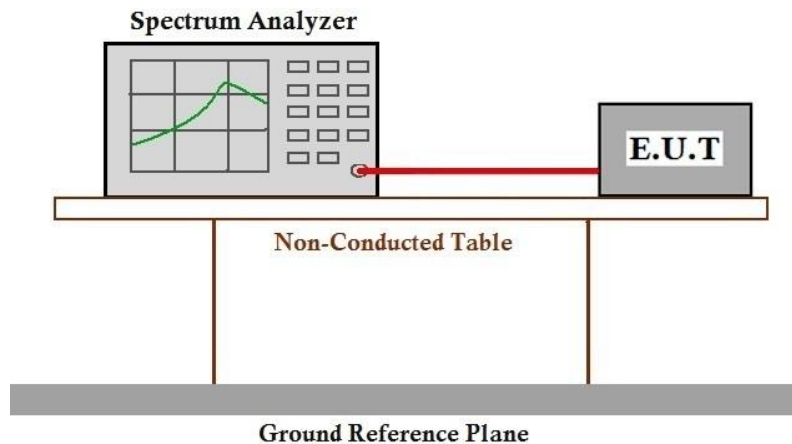 Spectrum Analyzer
E.U.T
Non-Conducted Table
Ground Reference Plane